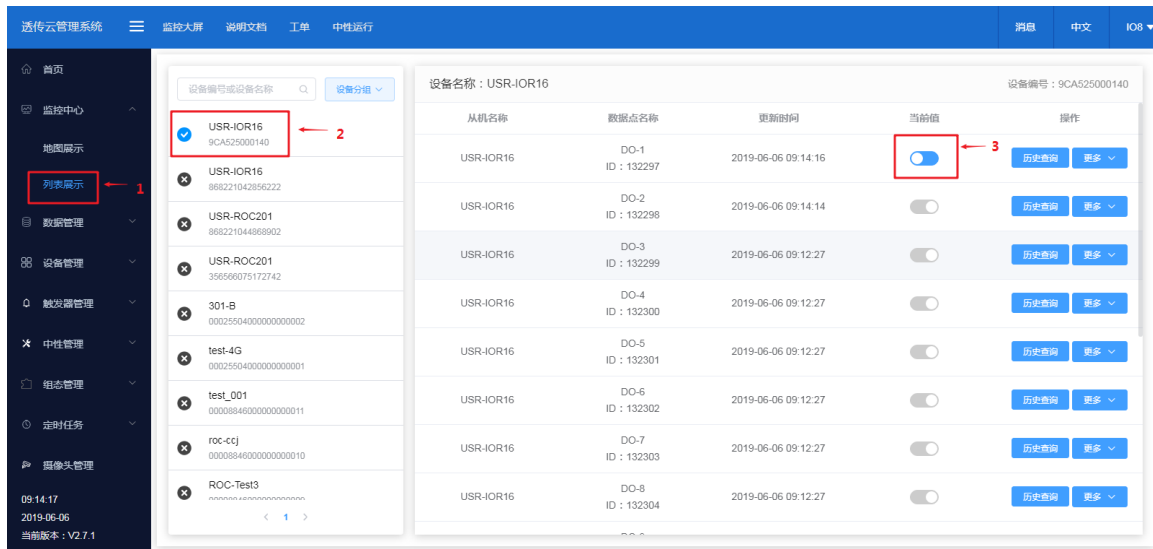 透传云管理系统 监控大屏 说明文档 工单 中性运行 消息 中文 IO8
首页
监控中心
地图展示
列表展示
1
数据管理
设备管理
触发器管理
中性管理
组态管理
定时任务
摄像头管理
09:14:17
2019-06-06
当前版本：V2.7.1
设备编号或设备名称 设备分组
USR-IOR16
9CA525000140
2
USR-IOR16
868221042856222
USR-ROC201
868221044868902
USR-ROC201
356566075172742
301-B
00025504000000000002
test-4G
00025504000000000001
test_001
00008846000000000011
roc-ccj
00008846000000000010
ROC-Test3
1
设备名称：USR-IOR16 设备编号：9CA525000140
从机名称 数据点名称 更新时间 当前值 操作
3
USR-IOR16 DO-1 2019-06-06 09:14:16 历史查询 更多
ID：132297
USR-IOR16 DO-2 2019-06-06 09:14:14 历史查询 更多
ID：132298
USR-IOR16 DO-3 2019-06-06 09:12:27 历史查询 更多
ID：132299
USR-IOR16 DO-4 2019-06-06 09:12:27 历史查询 更多
ID：132300
USR-IOR16 DO-5 2019-06-06 09:12:27 历史查询 更多
ID：132301
USR-IOR16 DO-6 2019-06-06 09:12:27 历史查询 更多
ID：132302
USR-IOR16 DO-7 2019-06-06 09:12:27 历史查询 更多
ID：132303
USR-IOR16 DO-8 2019-06-06 09:12:27 历史查询 更多
ID：132304